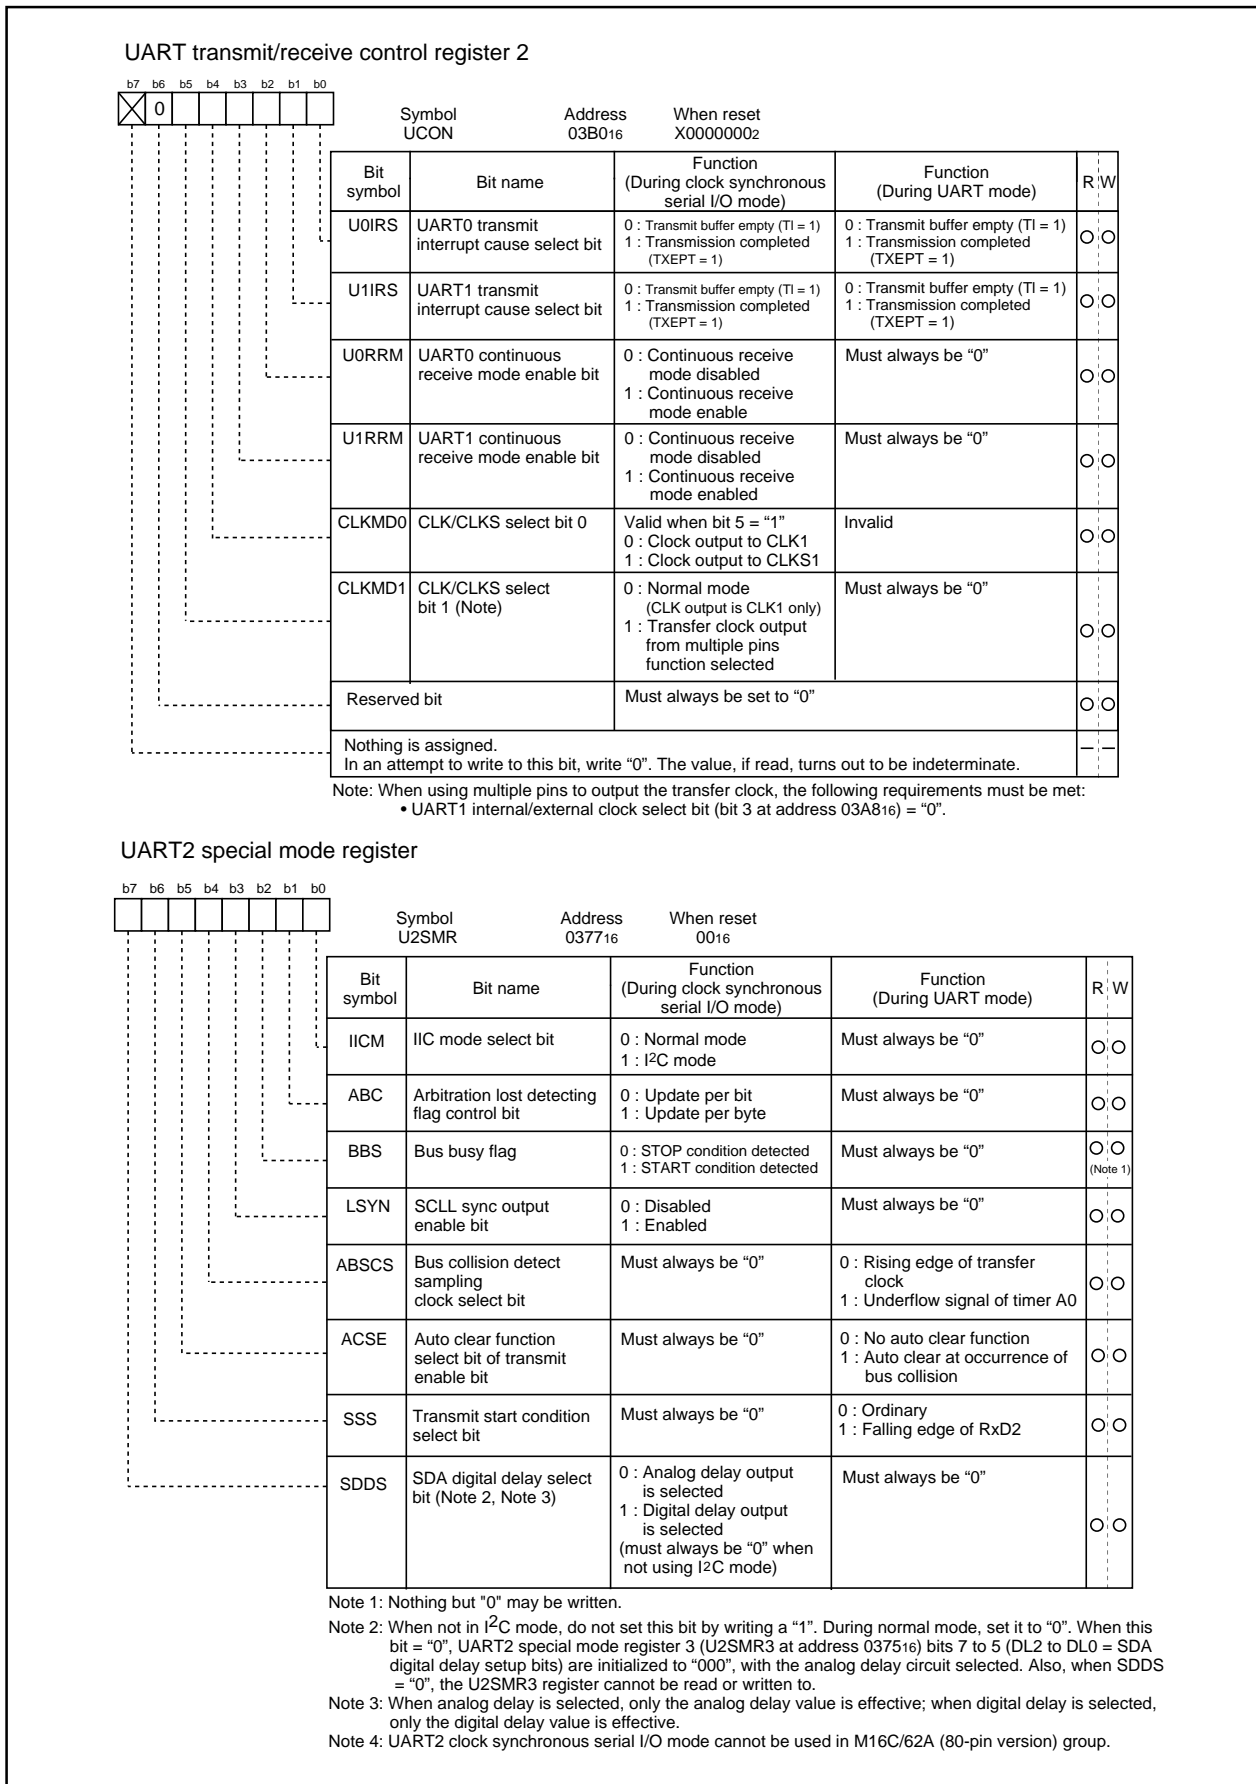 UART transmit/receive control register 2
b7 b6 b5 b4 b3 b2 b1 b0
0
Symbol Address When reset
UCON 03B016 X00000002
Bit symbol
Bit name
Function
(During clock synchronous
serial I/O mode)
Function
(During UART mode)
R W
U0IRS
UART0 transmit
interrupt cause select bit
0 : Transmit buffer empty (TI = 1)
1 : Transmission completed
(TXEPT = 1)
0 : Transmit buffer empty (TI = 1)
1 : Transmission completed
(TXEPT = 1)
U1IRS
UART1 transmit
interrupt cause select bit
0 : Transmit buffer empty (TI = 1)
1 : Transmission completed
(TXEPT = 1)
0 : Transmit buffer empty (TI = 1)
1 : Transmission completed
(TXEPT = 1)
U0RRM
UART0 continuous
receive mode enable bit
0 : Continuous receive
mode disabled
1 : Continuous receive
mode enable
Must always be “0”
U1RRM
UART1 continuous
receive mode enable bit
0 : Continuous receive
mode disabled
1 : Continuous receive
mode enabled
Must always be “0”
CLKMD0
CLK/CLKS select bit 0
Valid when bit 5 = “1”
0 : Clock output to CLK1
1 : Clock output to CLKS1
Invalid
CLKMD1
CLK/CLKS select
bit 1 (Note)
0 : Normal mode
(CLK output is CLK1 only)
1 : Transfer clock output
from multiple pins
function selected
Must always be “0”
Reserved bit
Must always be set to “0”
Nothing is assigned.
In an attempt to write to this bit, write “0”. The value, if read, turns out to be indeterminate.
Note: When using multiple pins to output the transfer clock, the following requirements must be met:
• UART1 internal/external clock select bit (bit 3 at address 03A816) = “0”.
UART2 special mode register
b7 b6 b5 b4 b3 b2 b1 b0
Symbol Address When reset
U2SMR 037716 0016
Bit symbol
Bit name
Function
(During clock synchronous
serial I/O mode)
Function
(During UART mode)
R W
IICM
IIC mode select bit
0 : Normal mode
1 : I2C mode
Must always be “0”
ABC
Arbitration lost detecting
flag control bit
0 : Update per bit
1 : Update per byte
Must always be “0”
BBS
Bus busy flag
0 : STOP condition detected
1 : START condition detected
Must always be “0”
(Note 1)
LSYN
SCLL sync output
enable bit
0 : Disabled
1 : Enabled
Must always be “0”
ABSCS
Bus collision detect
sampling
clock select bit
Must always be “0”
0 : Rising edge of transfer
clock
1 : Underflow signal of timer A0
ACSE
Auto clear function
select bit of transmit
enable bit
Must always be “0”
0 : No auto clear function
1 : Auto clear at occurrence of
bus collision
SSS
Transmit start condition
select bit
Must always be “0”
0 : Ordinary
1 : Falling edge of RxD2
SDDS
SDA digital delay select
bit (Note 2, Note 3)
0 : Analog delay output
is selected
1 : Digital delay output
is selected
(must always be “0” when
not using I2C mode)
Must always be “0”
Note 1: Nothing but "0" may be written.
Note 2: When not in I2C mode, do not set this bit by writing a “1”. During normal mode, set it to “0”. When this
bit = “0”, UART2 special mode register 3 (U2SMR3 at address 037516) bits 7 to 5 (DL2 to DL0 = SDA
digital delay setup bits) are initialized to “000”, with the analog delay circuit selected. Also, when SDDS
= “0”, the U2SMR3 register cannot be read or written to.
Note 3: When analog delay is selected, only the analog delay value is effective; when digital delay is selected,
only the digital delay value is effective.
Note 4: UART2 clock synchronous serial I/O mode cannot be used in M16C/62A (80-pin version) group.